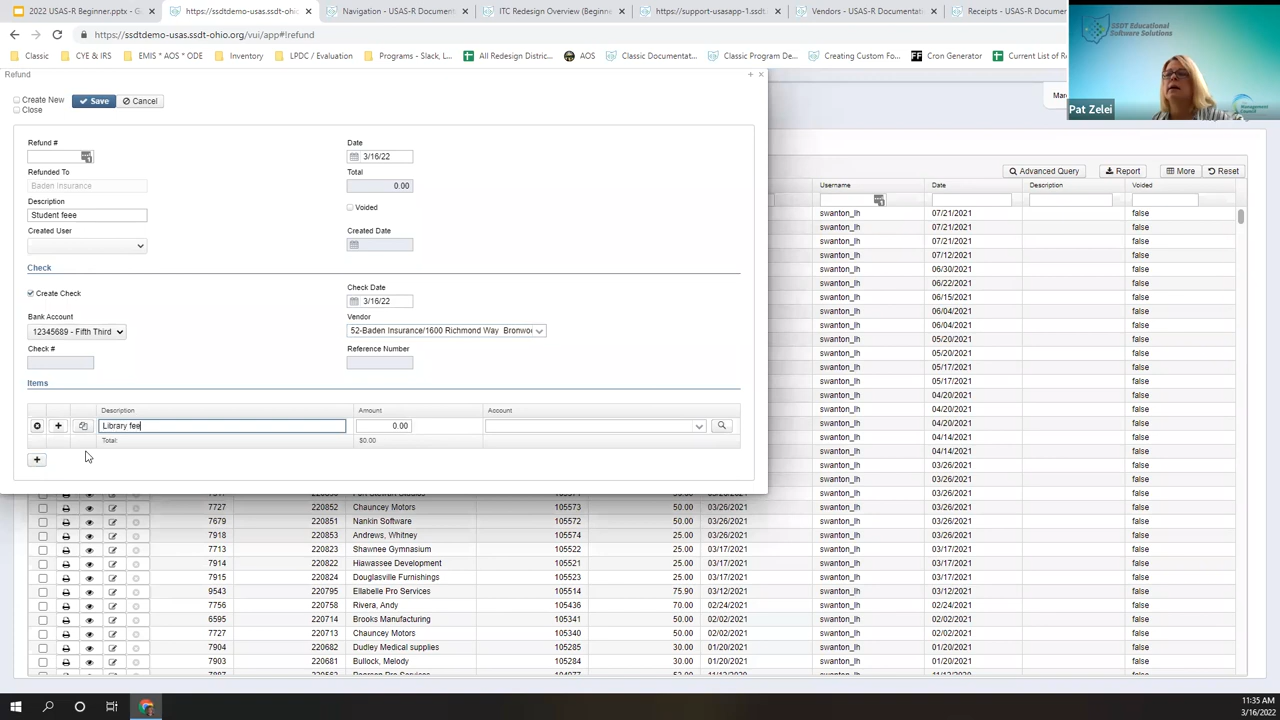 2022 USAS-R Beginner.pptx - G
https://ssdtdemo-usas.ssdt-ohi
Navigation - USAS-R Documenta
ITC Redesign Overview (Beginne
https://support-usasapp-1.ssdt
Vendors - USAS-R Documentati
Receipts - USAS-R Docume
https://ssdtdemo-usas.ssdt-ohio.org/vui/app#!refund
Classic
CYE & IRS
EMIS * AOS * ODE
Inventory
LPDC / Evaluation
Programs - Slack, L...
All Redesign Distri...
AOS
Classic Documentat...
Classic Program De...
Creating Custom Fo...
Cron Generator
Current List of R
SSDT Educational
Software Solutions
Management
Council
Pat Zelei
Refund
Create New
Close
Save
Cancel
Refund #
Date
3/16/22
Refunded To
Total
Baden Insurance
0.00
Description
Voided
Student feee
Created User
Created Date
Check
Create Check
Check Date
3/16/22
Bank Account
Vendor
12345689 - Fifth Third
52-Baden Insurance/1600 Richmond Way Bronwo
Check #
Reference Number
Items
Description Amount Account
Library fee 0.00
Total: $0.00
Mar
Advanced Query
Report
More
Reset
Username Date Description Voided
swanton_lh 07/21/2021 false
swanton_lh 07/21/2021 false
swanton_lh 07/21/2021 false
swanton_lh 07/12/2021 false
swanton_lh 06/30/2021 false
swanton_lh 06/22/2021 false
swanton_lh 06/15/2021 false
swanton_lh 06/04/2021 false
swanton_lh 06/04/2021 false
swanton_lh 05/20/2021 false
swanton_lh 05/20/2021 false
swanton_lh 05/17/2021 false
swanton_lh 05/17/2021 false
swanton_lh 04/20/2021 false
swanton_lh 04/20/2021 false
swanton_lh 04/14/2021 false
swanton_lh 04/14/2021 false
swanton_lh 03/26/2021 false
swanton_lh 03/26/2021 false
swanton_lh 03/26/2021 false
03/26/2021 swanton_lh 03/26/2021 false
7727 220852 Chauncey Motors 105573 50.00 03/26/2021 swanton_lh 03/26/2021 false
7679 220851 Nankin Software 105572 50.00 03/26/2021 swanton_lh 03/26/2021 false
7918 220853 Andrews, Whitney 105574 25.00 03/26/2021 swanton_lh 03/26/2021 false
7713 220823 Shawnee Gymnasium 105522 25.00 03/17/2021 swanton_lh 03/17/2021 false
7914 220822 Hiawassee Development 105521 25.00 03/17/2021 swanton_lh 03/17/2021 false
7915 220824 Douglasville Furnishings 105523 25.00 03/17/2021 swanton_lh 03/17/2021 false
9543 220795 Ellabelle Pro Services 105514 75.90 03/12/2021 swanton_lh 03/12/2021 false
7756 220758 Rivera, Andy 105436 70.00 02/24/2021 swanton_lh 02/24/2021 false
6595 220714 Brooks Manufacturing 105341 50.00 02/02/2021 swanton_lh 02/02/2021 false
7727 220713 Chauncey Motors 105340 50.00 02/02/2021 swanton_lh 02/02/2021 false
7904 220682 Dudley Medical supplies 105285 30.00 01/20/2021 swanton_lh 01/20/2021 false
7903 220681 Bullock, Melody 105284 30.00 01/20/2021 swanton_lh 01/20/2021 false
11:35 AM
3/16/2022